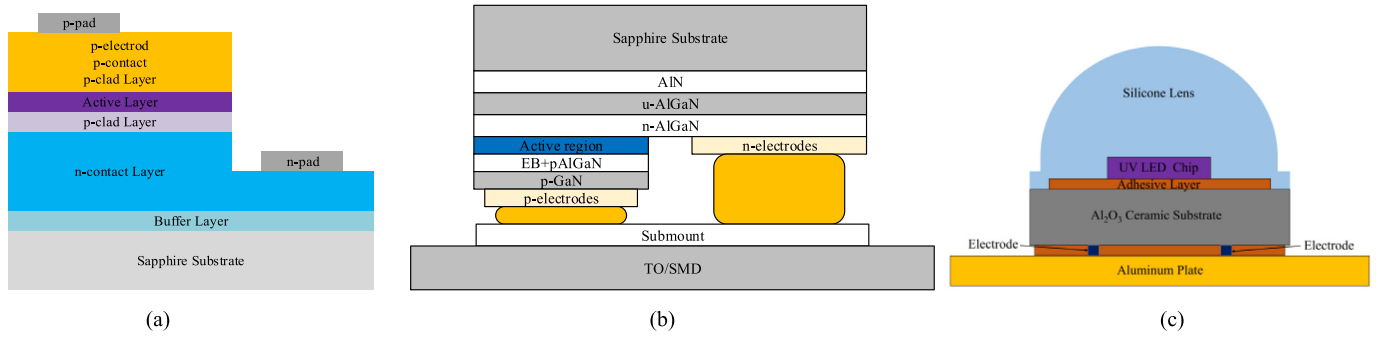 p-pad
p-electrod
p-contact
p-clad Layer
Active Layer
p-clad Layer
n-contact Layer
n-pad
Buffer Layer
Sapphire Substrate
(a)
Sapphire Substrate
AlN
u-AlGaN
n-AlGaN
Active region
n-electrodes
EB+pAlGaN
p-GaN
p-electrodes
Submount
TO/SMD
(b)
Silicone Lens
UV LED Chip
Adhesive Layer
Al₂O₃ Ceramic Substrate
Electrode
Electrode
Aluminum Plate
(c)